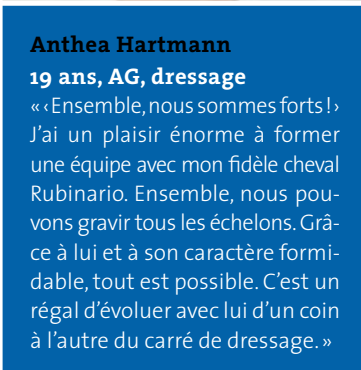 Anthea Hartmann
19 ans, AG, dressage
« ‹ Ensemble, nous sommes forts ! ›
J’ai un plaisir énorme à former
une équipe avec mon fidèle cheval
Rubinario. Ensemble, nous pou-
vons gravir tous les échelons. Grâ-
ce à lui et à son caractère formi-
dable, tout est possible. C’est un
régal d’évoluer avec lui d’un coin
à l’autre du carré de dressage. »